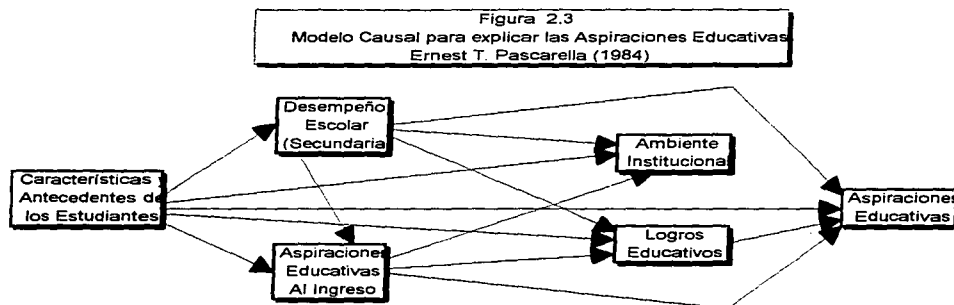 Figura 2.3
Modelo Causal para explicar las Aspiraciones Educativas
Ernest T. Pascarella (1984)
Desempeño
Escolar
(Secundaria
Ambiente
Institucional
Características
Antecedentes de
los Estudiantes
Aspiraciones
Educativas
Logros
Educativos
Aspiraciones
Educativas
Al Ingreso